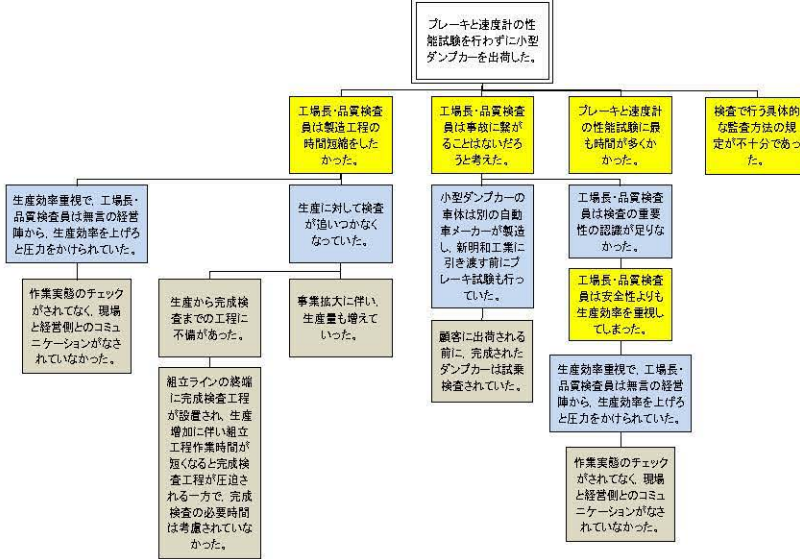 ブレーキと速度計の性
能試験を行わずに小型
ダンプカーを出荷した。
工場長・品質検査
員は製造工程の
時間短縮をした
かった。
工場長・品質検査
員は事故に繋が
ることはないだろ
うと考えた。
ブレーキと速度計
の性能試験に最
も時間が多くか
かった。
検査で行う具体的
な監査方法の規
定が不十分であっ
た。
生産効率重視で、工場長・
品質検査員は無言の経営
陣から、生産効率を上げろ
と圧力をかけられていた。
生産に対して検査
が追いつかなく
なっていた。
小型ダンプカーの
車体は別の自動
車メーカーが製造
し、新明和工業に
引き渡す前にブ
レーキ試験も行っ
ていた。
工場長・品質検査
員は検査の重要
性の認識が足りな
かった。
作業実態のチェック
がされてなく、現場
と経営側とのコミュ
ニケーションがなさ
れていなかった。
生産から完成検
査までの工程に
不備があった。
事業拡大に伴い、
生産量も増えて
いった。
工場長・品質検査
員は安全性よりも
生産効率を重視し
てしまった。
顧客に出荷される
前に、完成された
ダンプカーは試乗
検査されていた。
組立ラインの終端
に完成検査工程
が設置され、生産
増加に伴い組立
工程作業時間が
短くなると完成検
査工程が圧迫さ
れる一方で、完成
検査の必要時間
は考慮されていな
かった。
生産効率重視で、工場長・
品質検査員は無言の経営
陣から、生産効率を上げろ
と圧力をかけられていた。
作業実態のチェック
がされてなく、現場
と経営側とのコミュ
ニケーションがなさ
れていなかった。